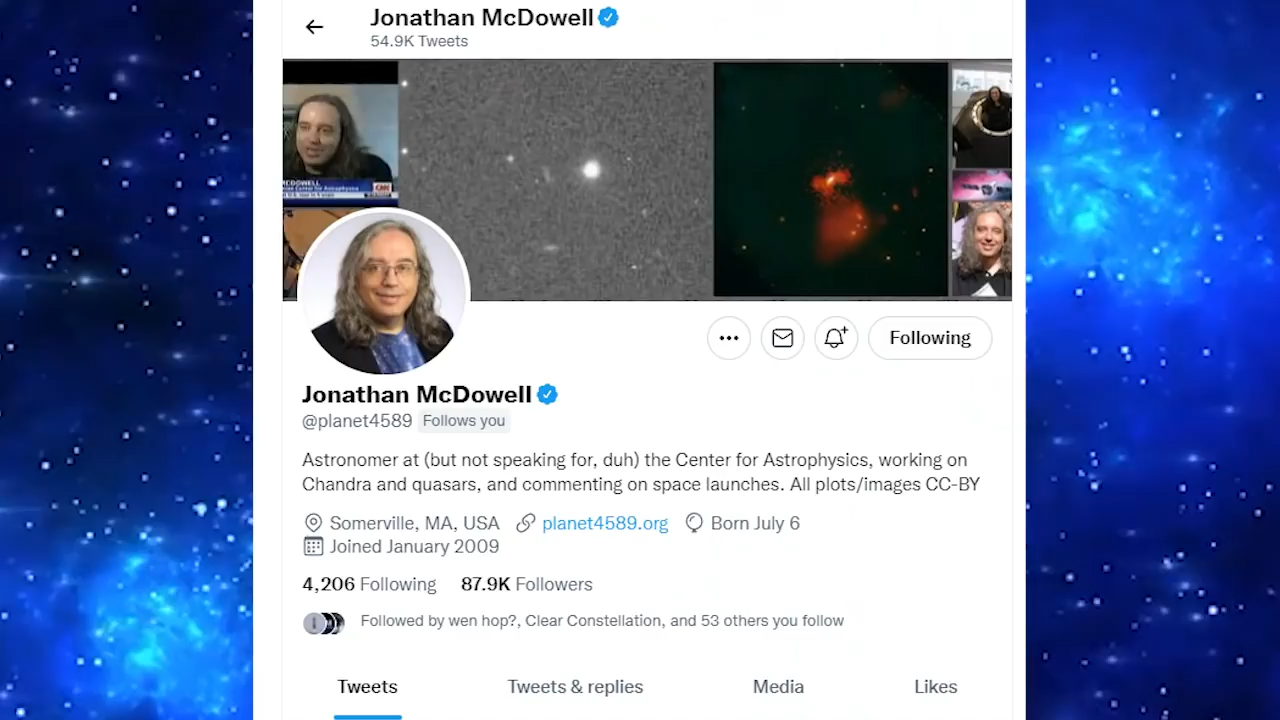 Jonathan McDowell
54.9K Tweets
MCDOWELL
CNN
Jonathan McDowell
@planet4589 Follows you
Following
Astronomer at (but not speaking for, duh) the Center for Astrophysics, working on
Chandra and quasars, and commenting on space launches. All plots/images CC-BY
Somerville, MA, USA planet4589.org Born July 6
Joined January 2009
4,206 Following 87.9K Followers
Followed by wen hop?, Clear Constellation, and 53 others you follow
Tweets Tweets & replies Media Likes